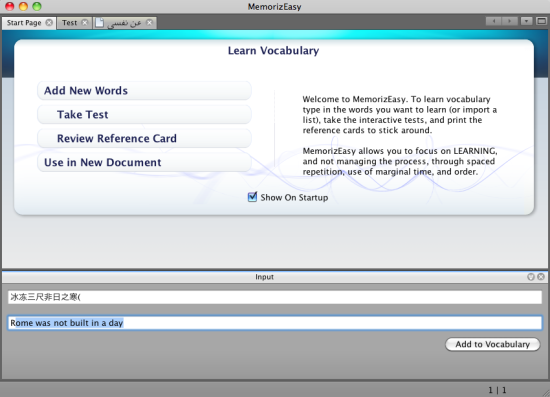 MemorizEasy
Start Page
Test
عن نفسي
Learn Vocabulary
Add New Words
Take Test
Review Reference Card
Use in New Document
Welcome to MemorizEasy. To learn vocabulary
type in the words you want to learn (or import a
list), take the interactive tests, and print the
reference cards to stick around.
MemorizEasy allows you to focus on LEARNING,
and not managing the process, through spaced
repetition, use of marginal time, and order.
Show On Startup
Input
冰冻三尺非日之寒(
Rome was not built in a day
Add to Vocabulary
1 | 1